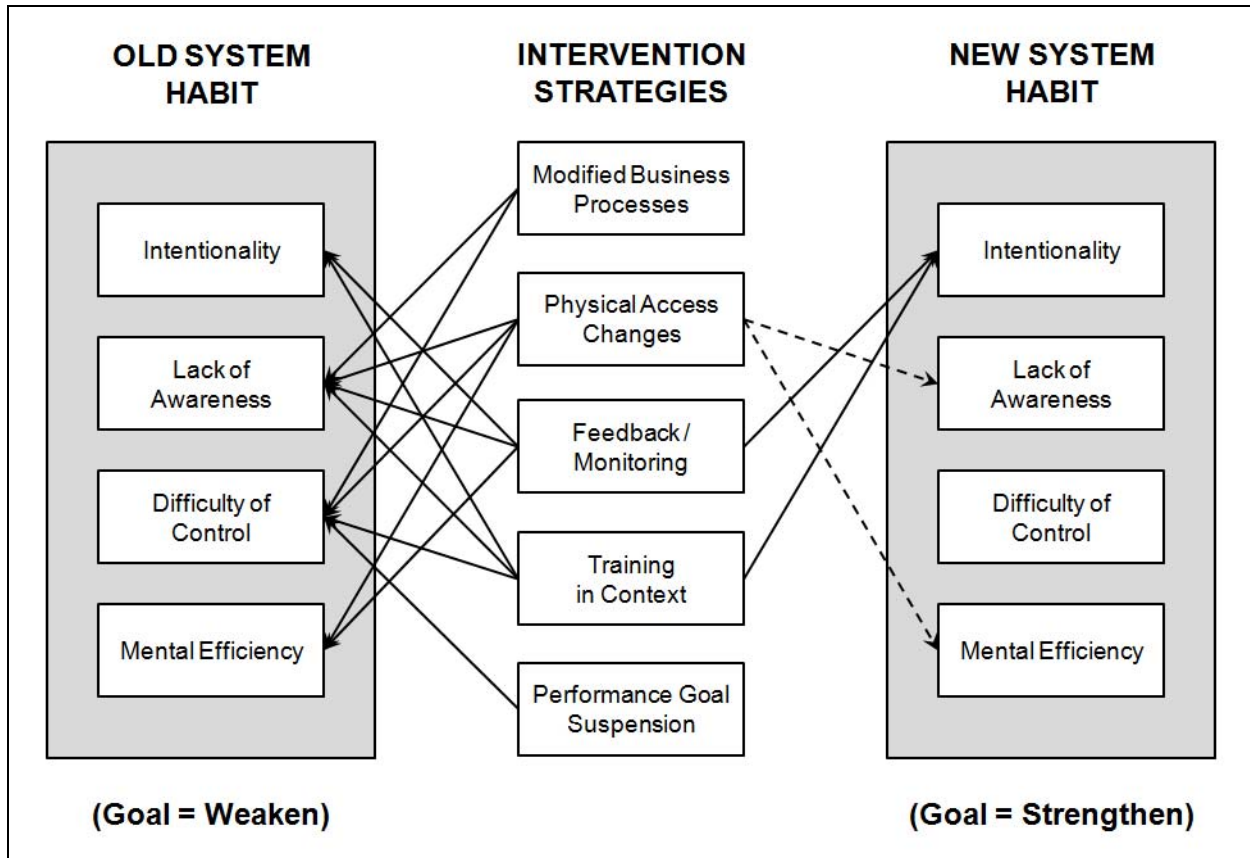 OLD SYSTEM
HABIT
INTERVENTION
STRATEGIES
NEW SYSTEM
HABIT
Intentionality
Lack of
Awareness
Difficulty of
Control
Mental Efficiency
Modified Business
Processes
Physical Access
Changes
Feedback /
Monitoring
Training
in Context
Performance Goal
Suspension
Intentionality
Lack of
Awareness
Difficulty of
Control
Mental Efficiency
(Goal = Weaken)
(Goal = Strengthen)